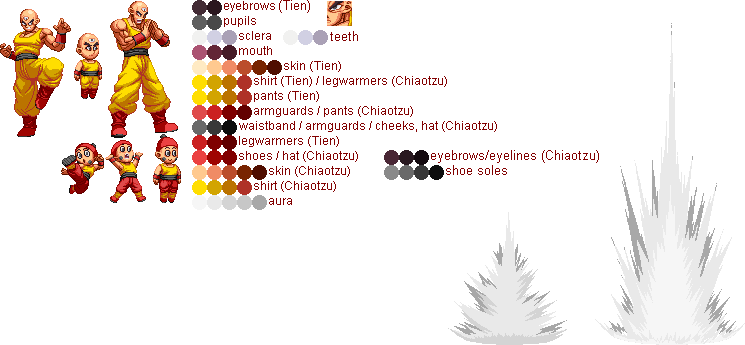 eyebrows (Tien)
pupils
sclera teeth
mouth
skin (Tien)
shirt (Tien) / legwarmers (Chiaotzu)
pants (Tien)
armguards / pants (Chiaotzu)
waistband / armguards / cheeks, hat (Chiaotzu)
legwarmers (Tien)
shoes / hat (Chiaotzu) eyebrows/eyelines (Chiaotzu)
skin (Chiaotzu) shoe soles
shirt (Chiaotzu)
aura